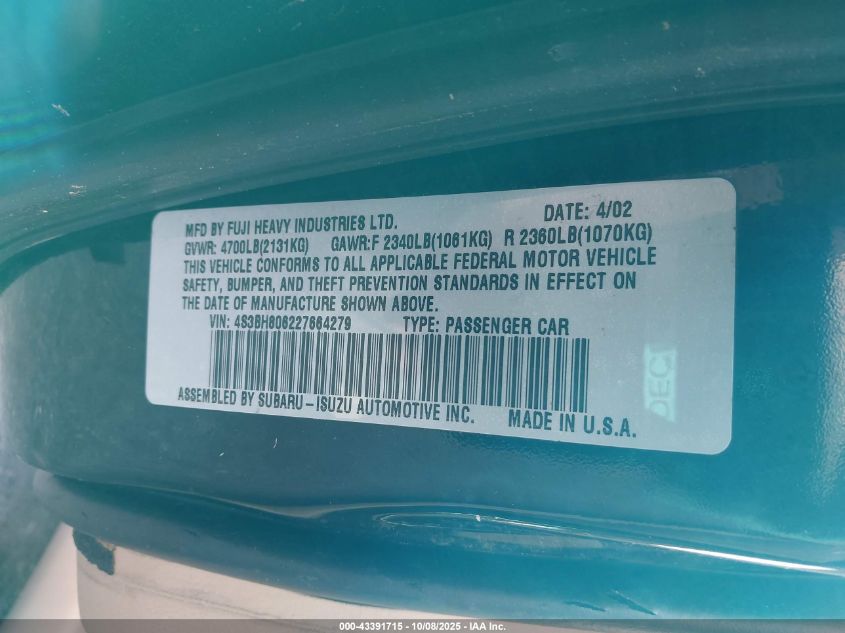 MFD BY FUJI HEAVY INDUSTRIES LTD. DATE: 4/02
GVWR: 4700LB(2131KG) GAWR:F 2340LB(1061KG) R 2360LB(1070KG)
THIS VEHICLE CONFORMS TO ALL APPLICABLE FEDERAL MOTOR VEHICLE
SAFETY, BUMPER, AND THEFT PREVENTION STANDARDS IN EFFECT ON
THE DATE OF MANUFACTURE SHOWN ABOVE.
VIN: 4S3BH806227664279 TYPE: PASSENGER CAR
ASSEMBLED BY SUBARU-ISUZU AUTOMOTIVE INC. MADE IN U.S.A.
000-43391715 - 10/08/2025 - IAA Inc.